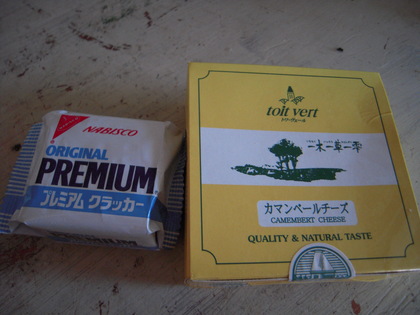 NABISCO
ORIGINAL
PREMIUM
プレミアム クラッカー
toit vert
トワ・ヴェール
一木一草一雫
カマンベールチーズ
CAMEMBERT CHEESE
QUALITY & NATURAL TASTE